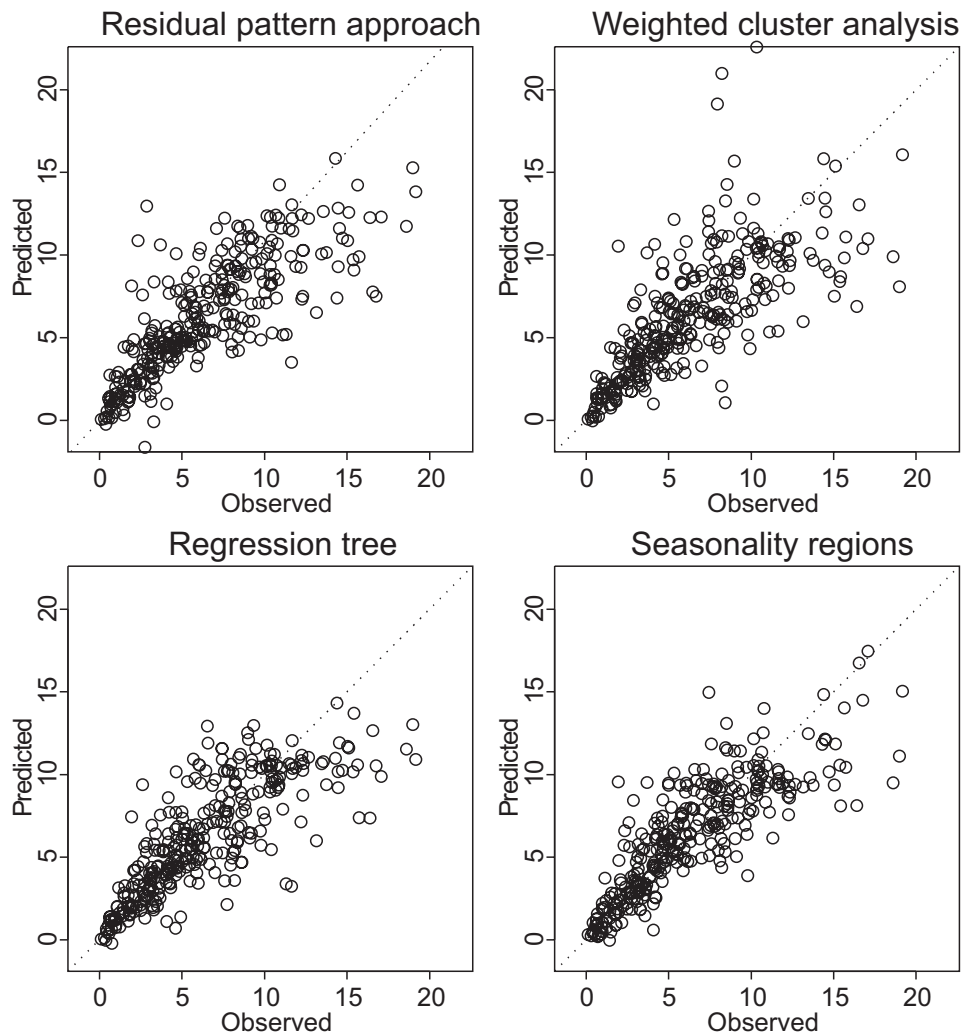 Residual pattern approach
Weighted cluster analysis
20
15
10
5
0
Predicted
0 5 10 15 20
Observed
20
15
10
5
0
Predicted
0 5 10 15 20
Observed
Regression tree
Seasonality regions
20
15
10
5
0
Predicted
0 5 10 15 20
Observed
20
15
10
5
0
Predicted
0 5 10 15 20
Observed